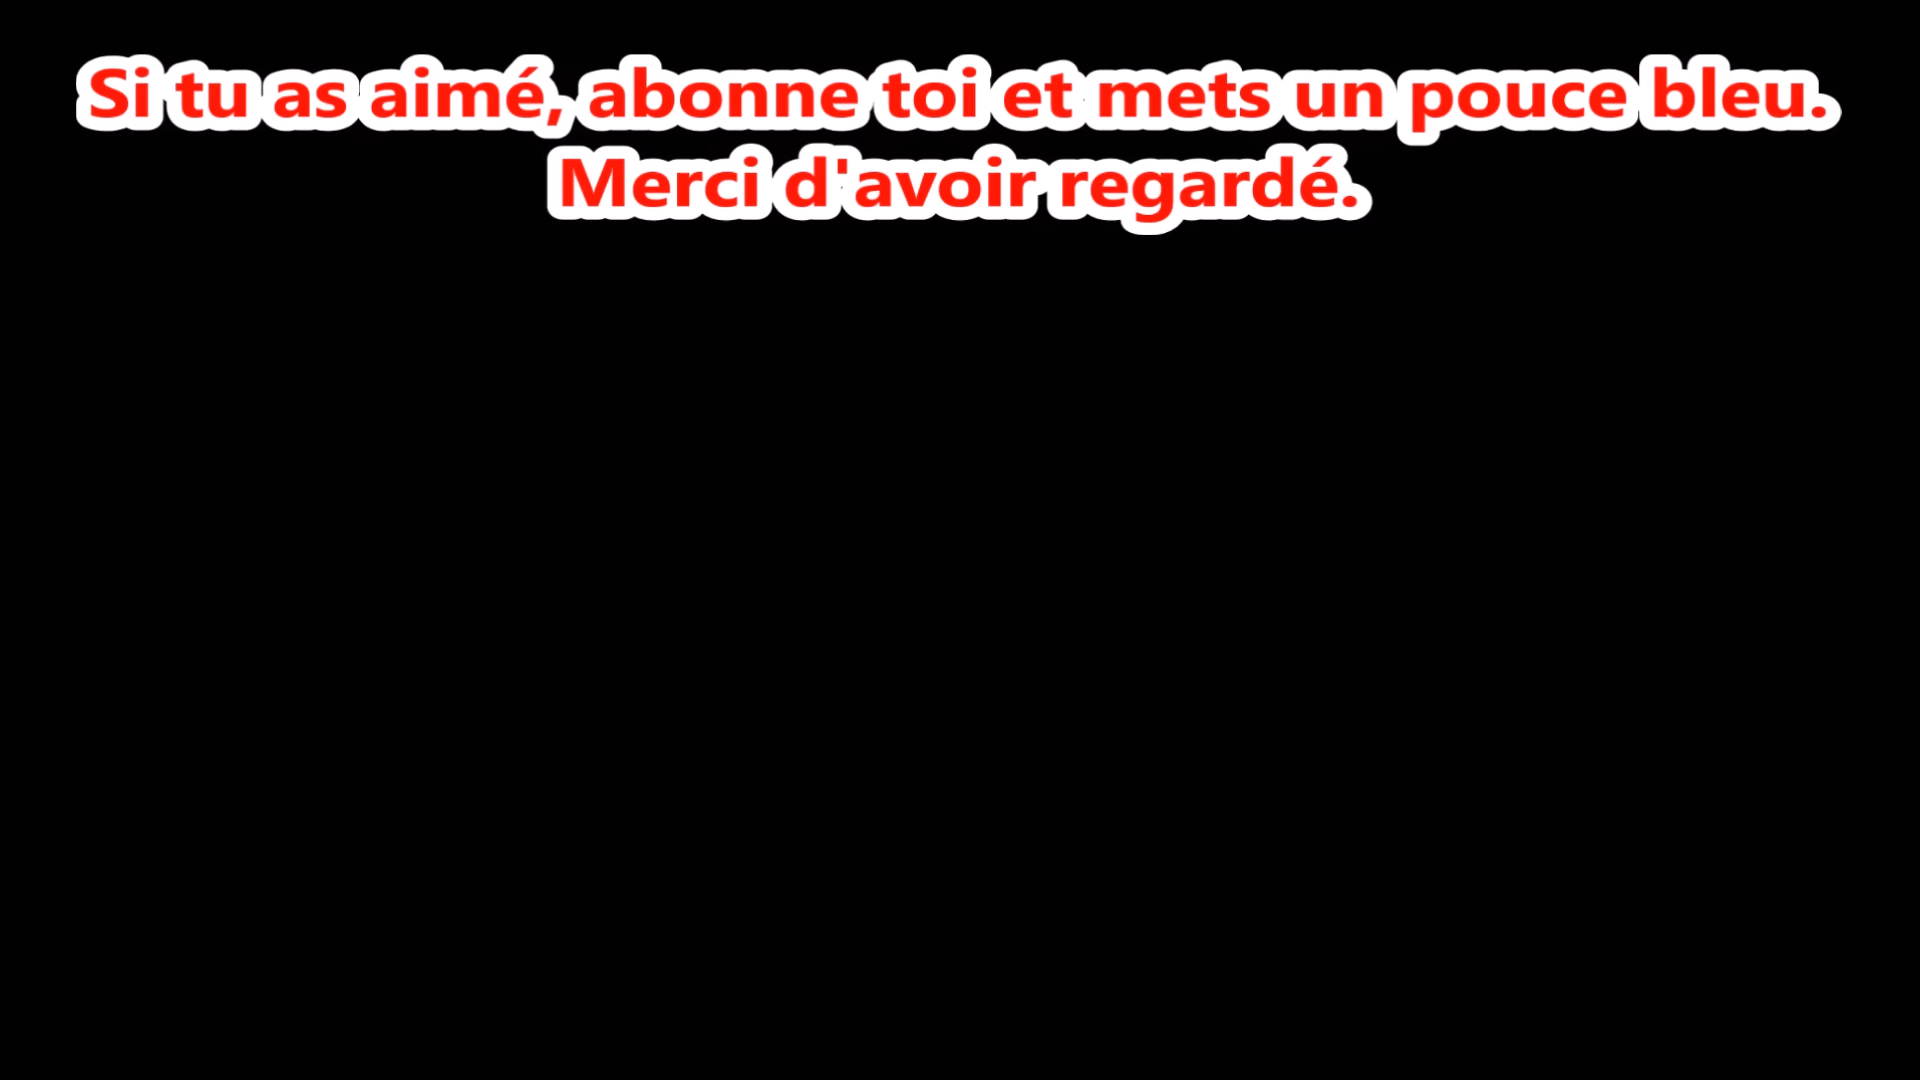 Si tu as aimé, abonne toi et mets un pouce bleu.
Merci d'avoir regardé.